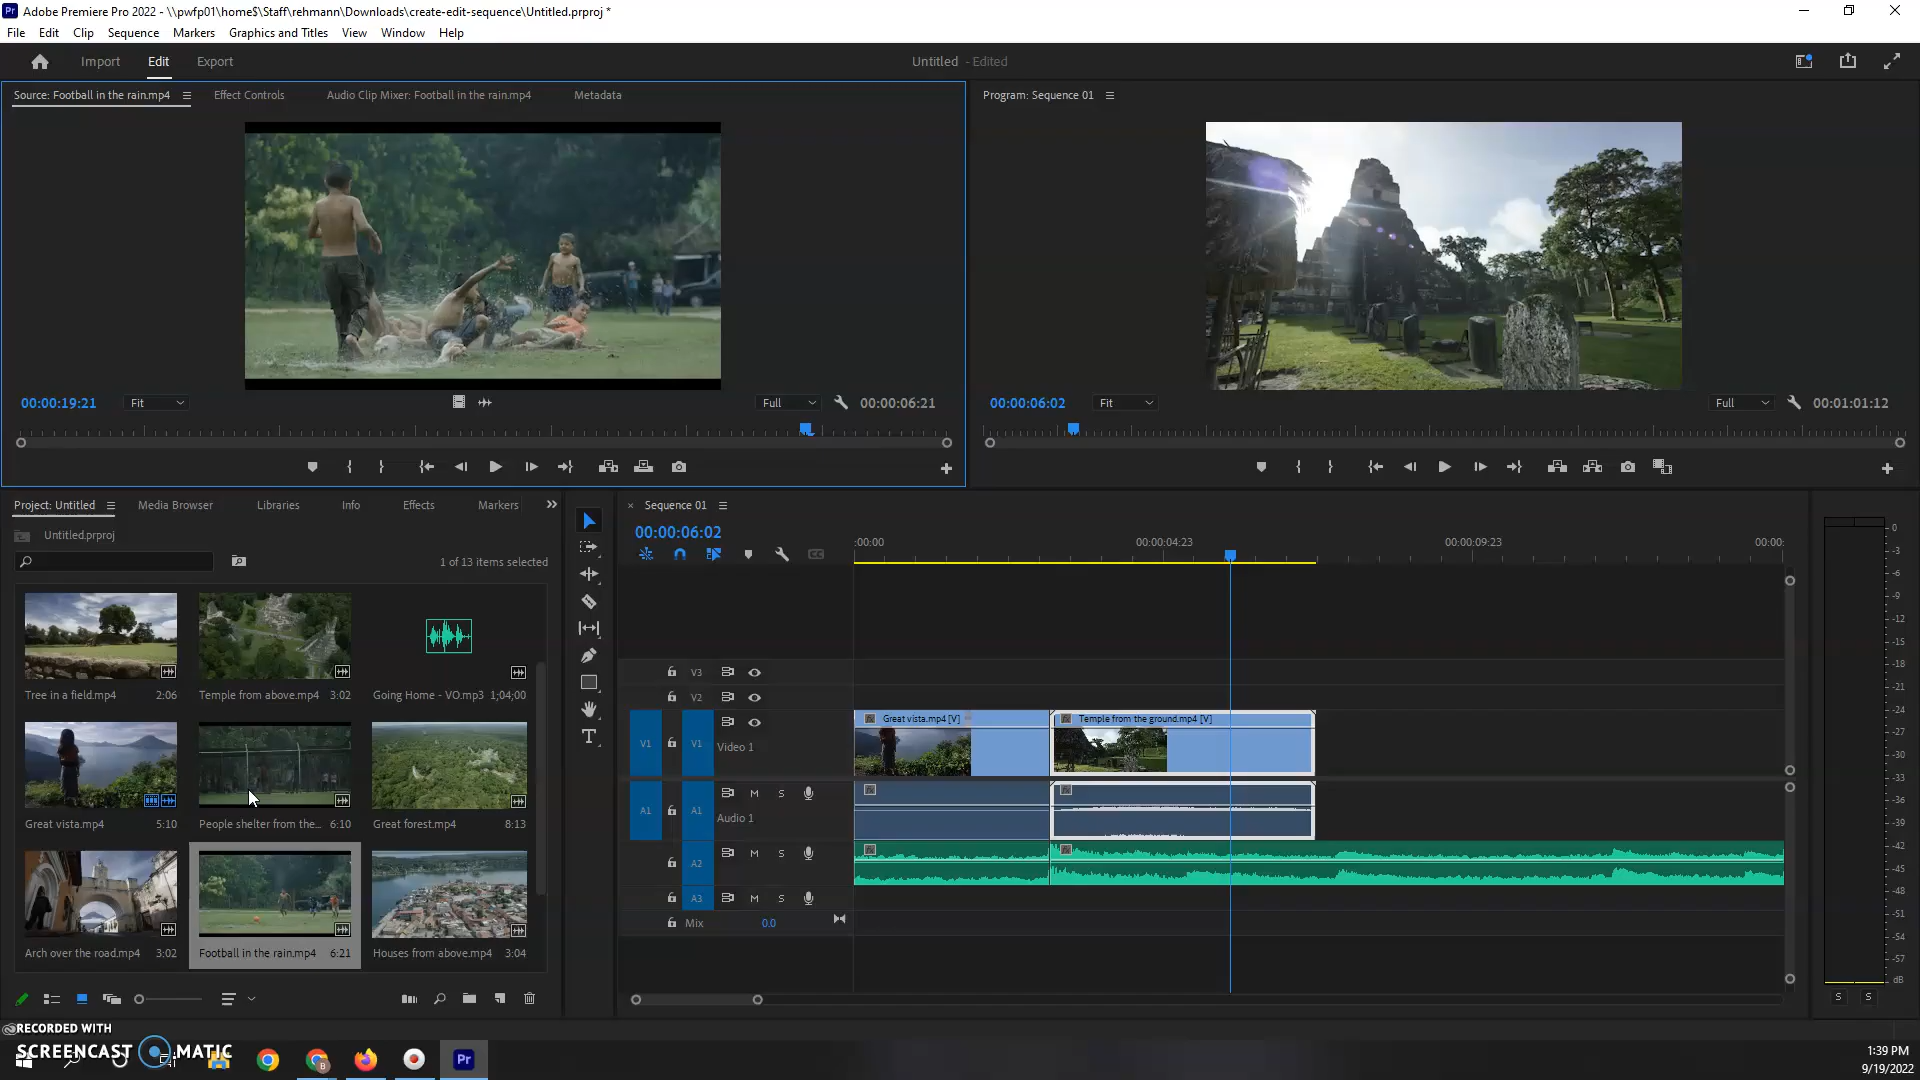 Pr Adobe Premiere Pro 2022 - \\pwfp01\home$\Staff\rehmann\Downloads\create-edit-sequence\Untitled.prproj *
File Edit Clip Sequence Markers Graphics and Titles View Window Help
Import Edit Export Untitled - Edited
Source: Football in the rain.mp4 Effect Controls Audio Clip Mixer: Football in the rain.mp4 Metadata
Program: Sequence 01
00:00:19:21 Fit Full 00:00:06:21
00:00:06:02 Fit Full 00:01:01:12
Project: Untitled Media Browser Libraries Info Effects Markers
Untitled.prproj
1 of 13 items selected
Tree in a field.mp4 2:06 Temple from above.mp4 3:02 Going Home - VO.mp3 1;04;00
Great vista.mp4 5:10 People shelter from the... 6:10 Great forest.mp4 8:13
Arch over the road.mp4 3:02 Football in the rain.mp4 6:21 Houses from above.mp4 3:04
× Sequence 01
00:00:06:02
:00:00 00:00:04:23 00:00:09:23 00:00:
V3
V2
V1 V1 Video 1
Great vista.mp4 [V] Temple from the ground.mp4 [V]
A1 A1 M S Audio 1
A2 M S
A3 M S
Mix 0.0
0
-3
-6
-9
-12
-15
-18
-21
-24
-27
-30
-33
-36
-39
-42
-45
-48
-51
-54
-57
dB
S S
RECORDED WITH
SCREENCAST MATIC
Pr
1:39 PM
9/19/2022